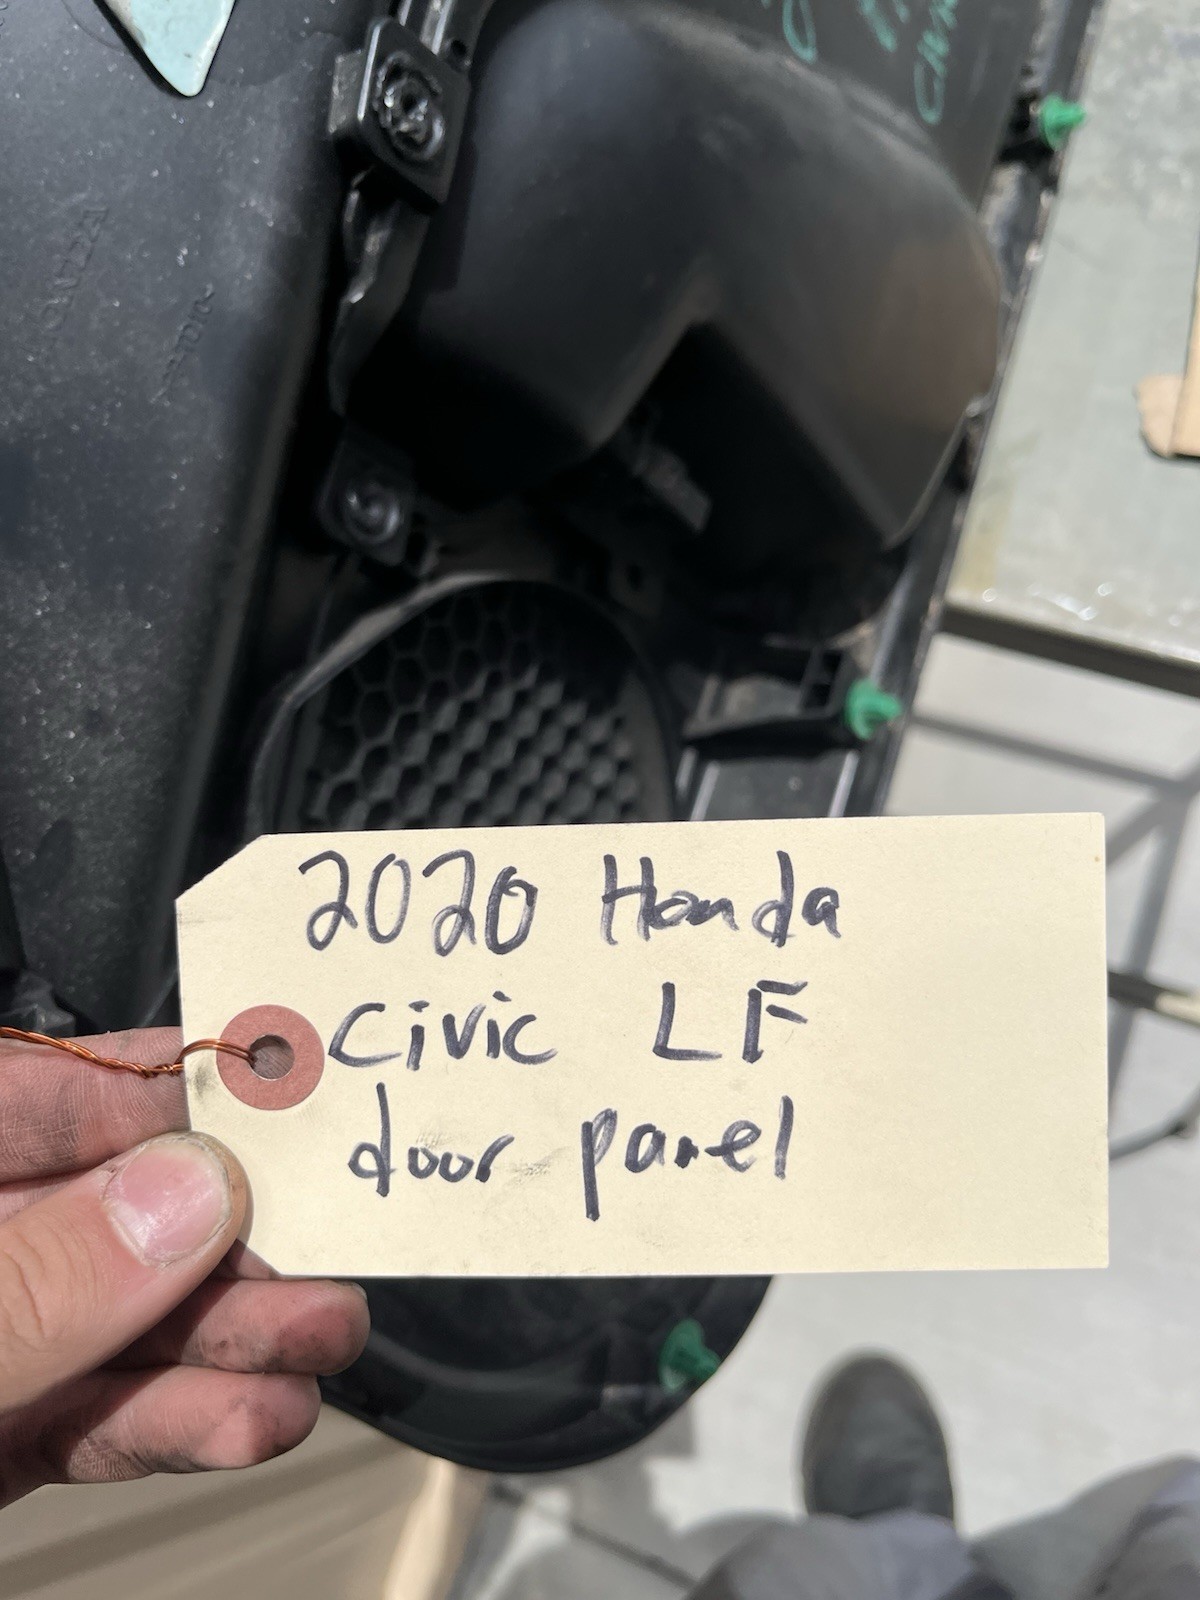 2020 Honda
Civic LF
door panel